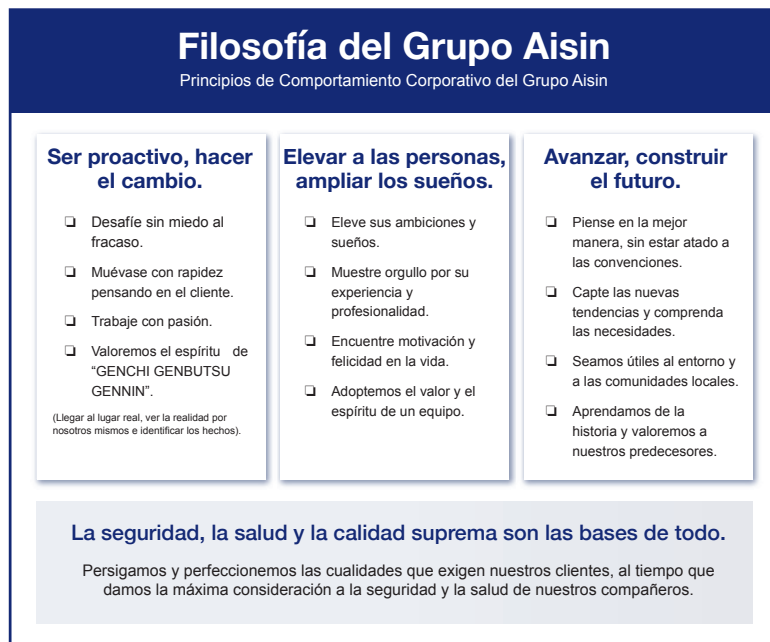 Filosofía del Grupo Aisin
Principios de Comportamiento Corporativo del Grupo Aisin
Ser proactivo, hacer
el cambio.
❏ Desafíe sin miedo al
fracaso.
❏ Muévase con rapidez
pensando en el cliente.
❏ Trabaje con pasión.
❏ Valoremos el espíritu de
“GENCHI GENBUTSU
GENNIN”.
(Llegar al lugar real, ver la realidad por
nosotros mismos e identificar los hechos).
Elevar a las personas,
ampliar los sueños.
❏ Eleve sus ambiciones y
sueños.
❏ Muestre orgullo por su
experiencia y
profesionalidad.
❏ Encuentre motivación y
felicidad en la vida.
❏ Adoptemos el valor y el
espíritu de un equipo.
Avanzar, construir
el futuro.
❏ Piense en la mejor
manera, sin estar atado a
las convenciones.
❏ Capte las nuevas
tendencias y comprenda
las necesidades.
❏ Seamos útiles al entorno y
a las comunidades locales.
❏ Aprendamos de la
historia y valoremos a
nuestros predecesores.
La seguridad, la salud y la calidad suprema son las bases de todo.
Persigamos y perfeccionemos las cualidades que exigen nuestros clientes, al tiempo que
damos la máxima consideración a la seguridad y la salud de nuestros compañeros.